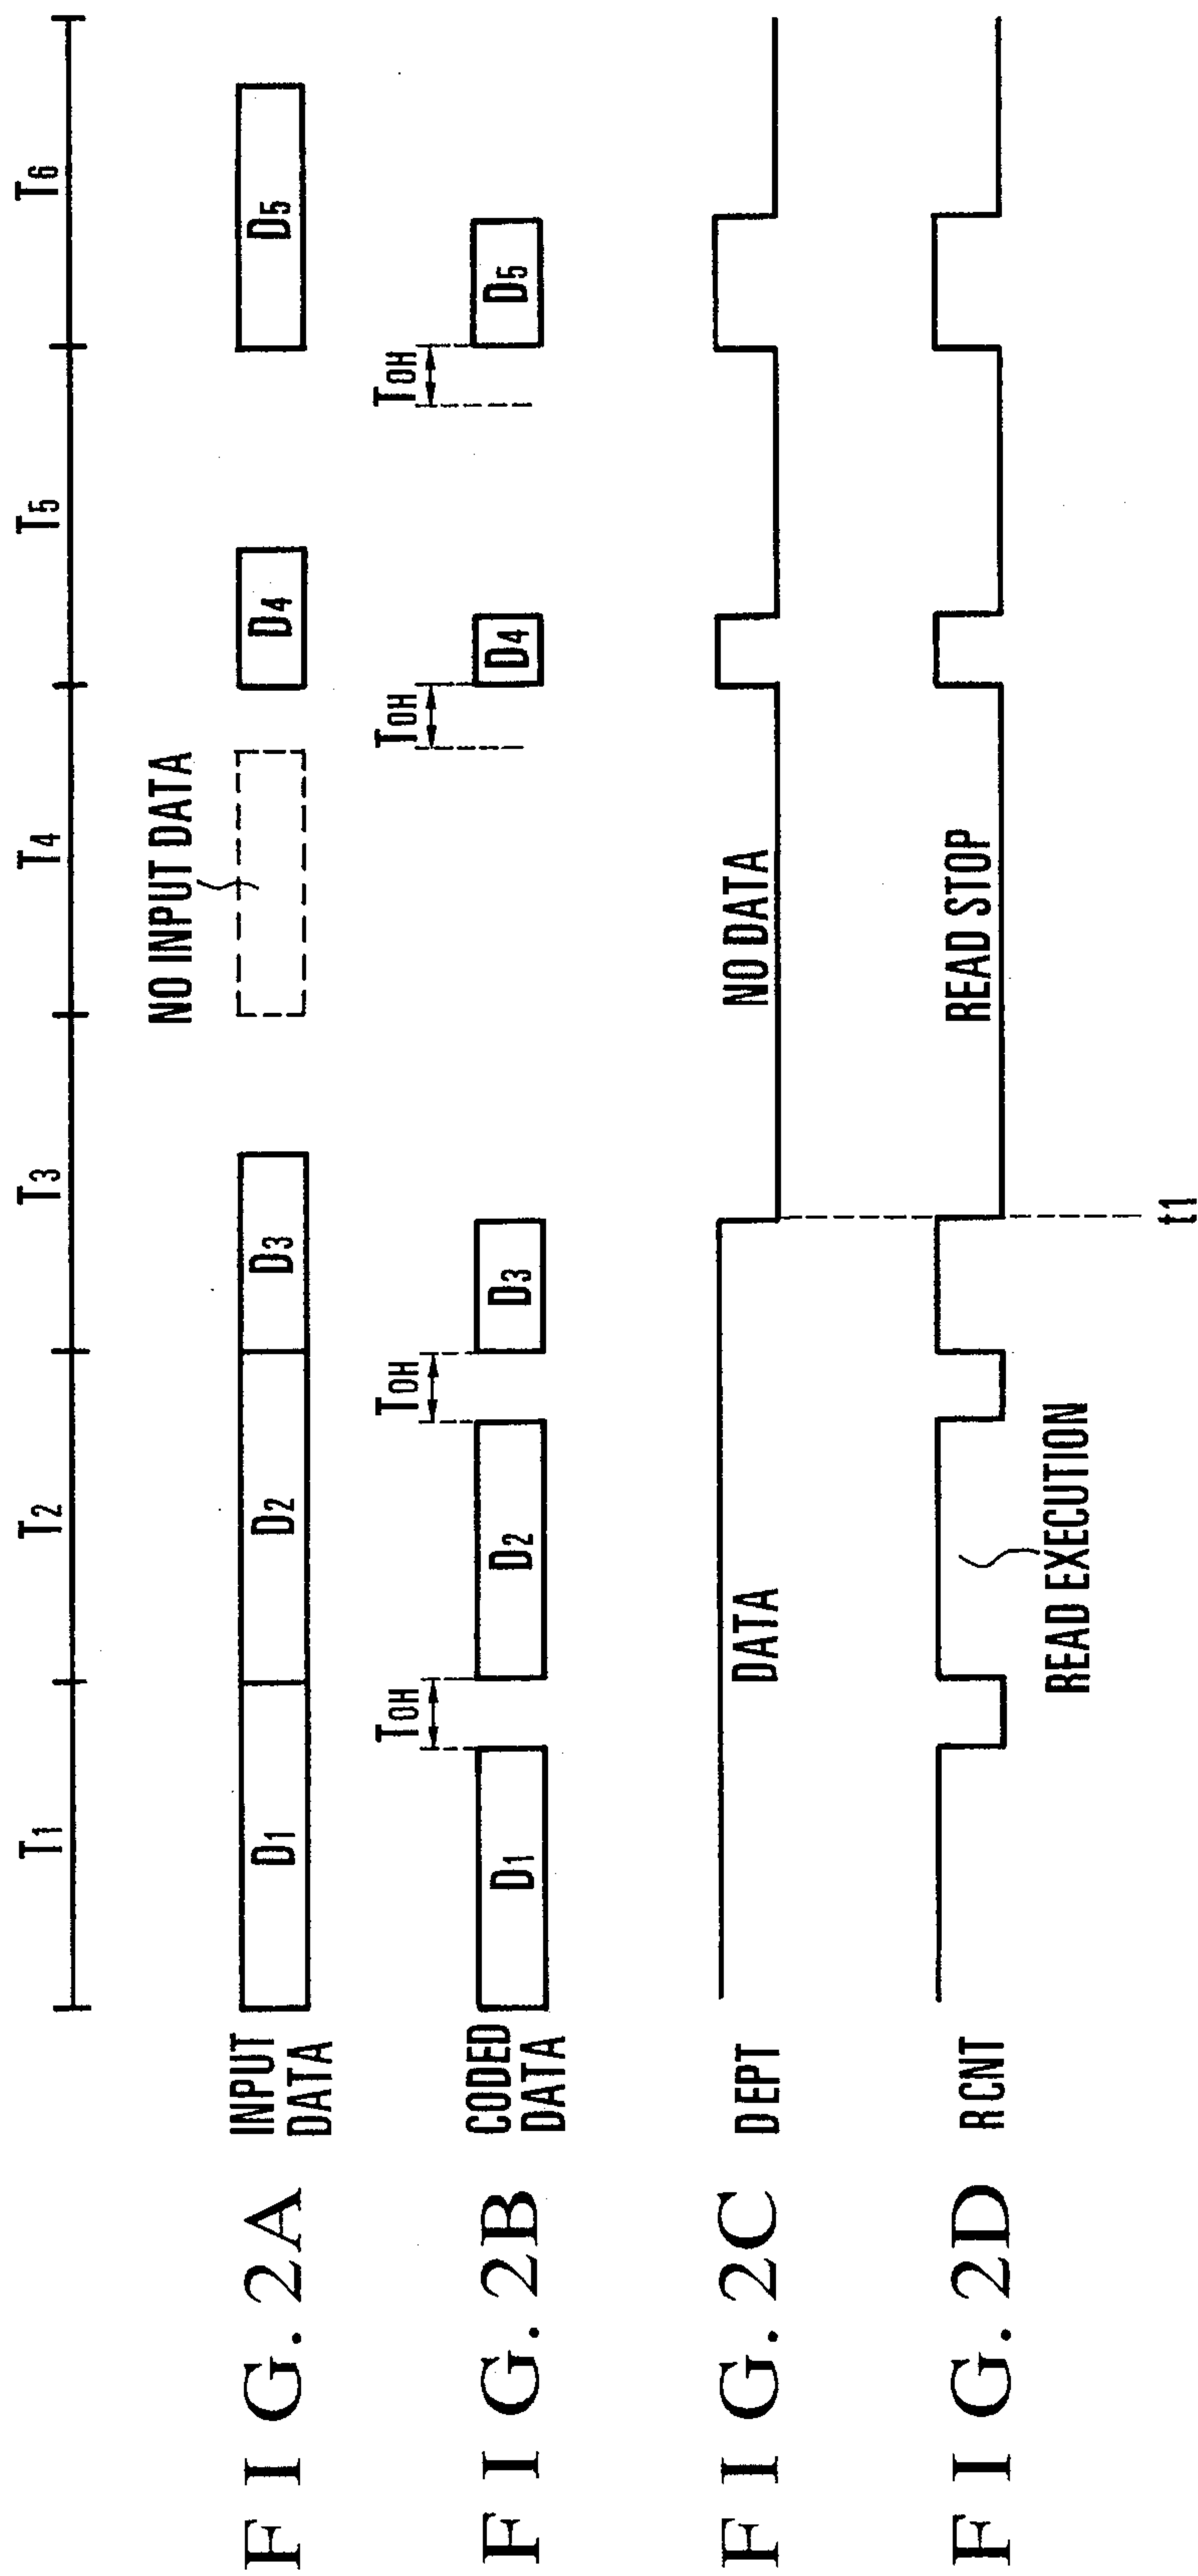 T1 T2 T3 T4 T5 T6
NO INPUT DATA
FIG. 2A INPUT DATA D1 D2 D3 D4 D5
TOH TOH TOH TOH
FIG. 2B CODED DATA D1 D2 D3 D4 D5
FIG. 2C DEPT DATA NO DATA
FIG. 2D RCNT READ STOP
READ EXECUTION
t1